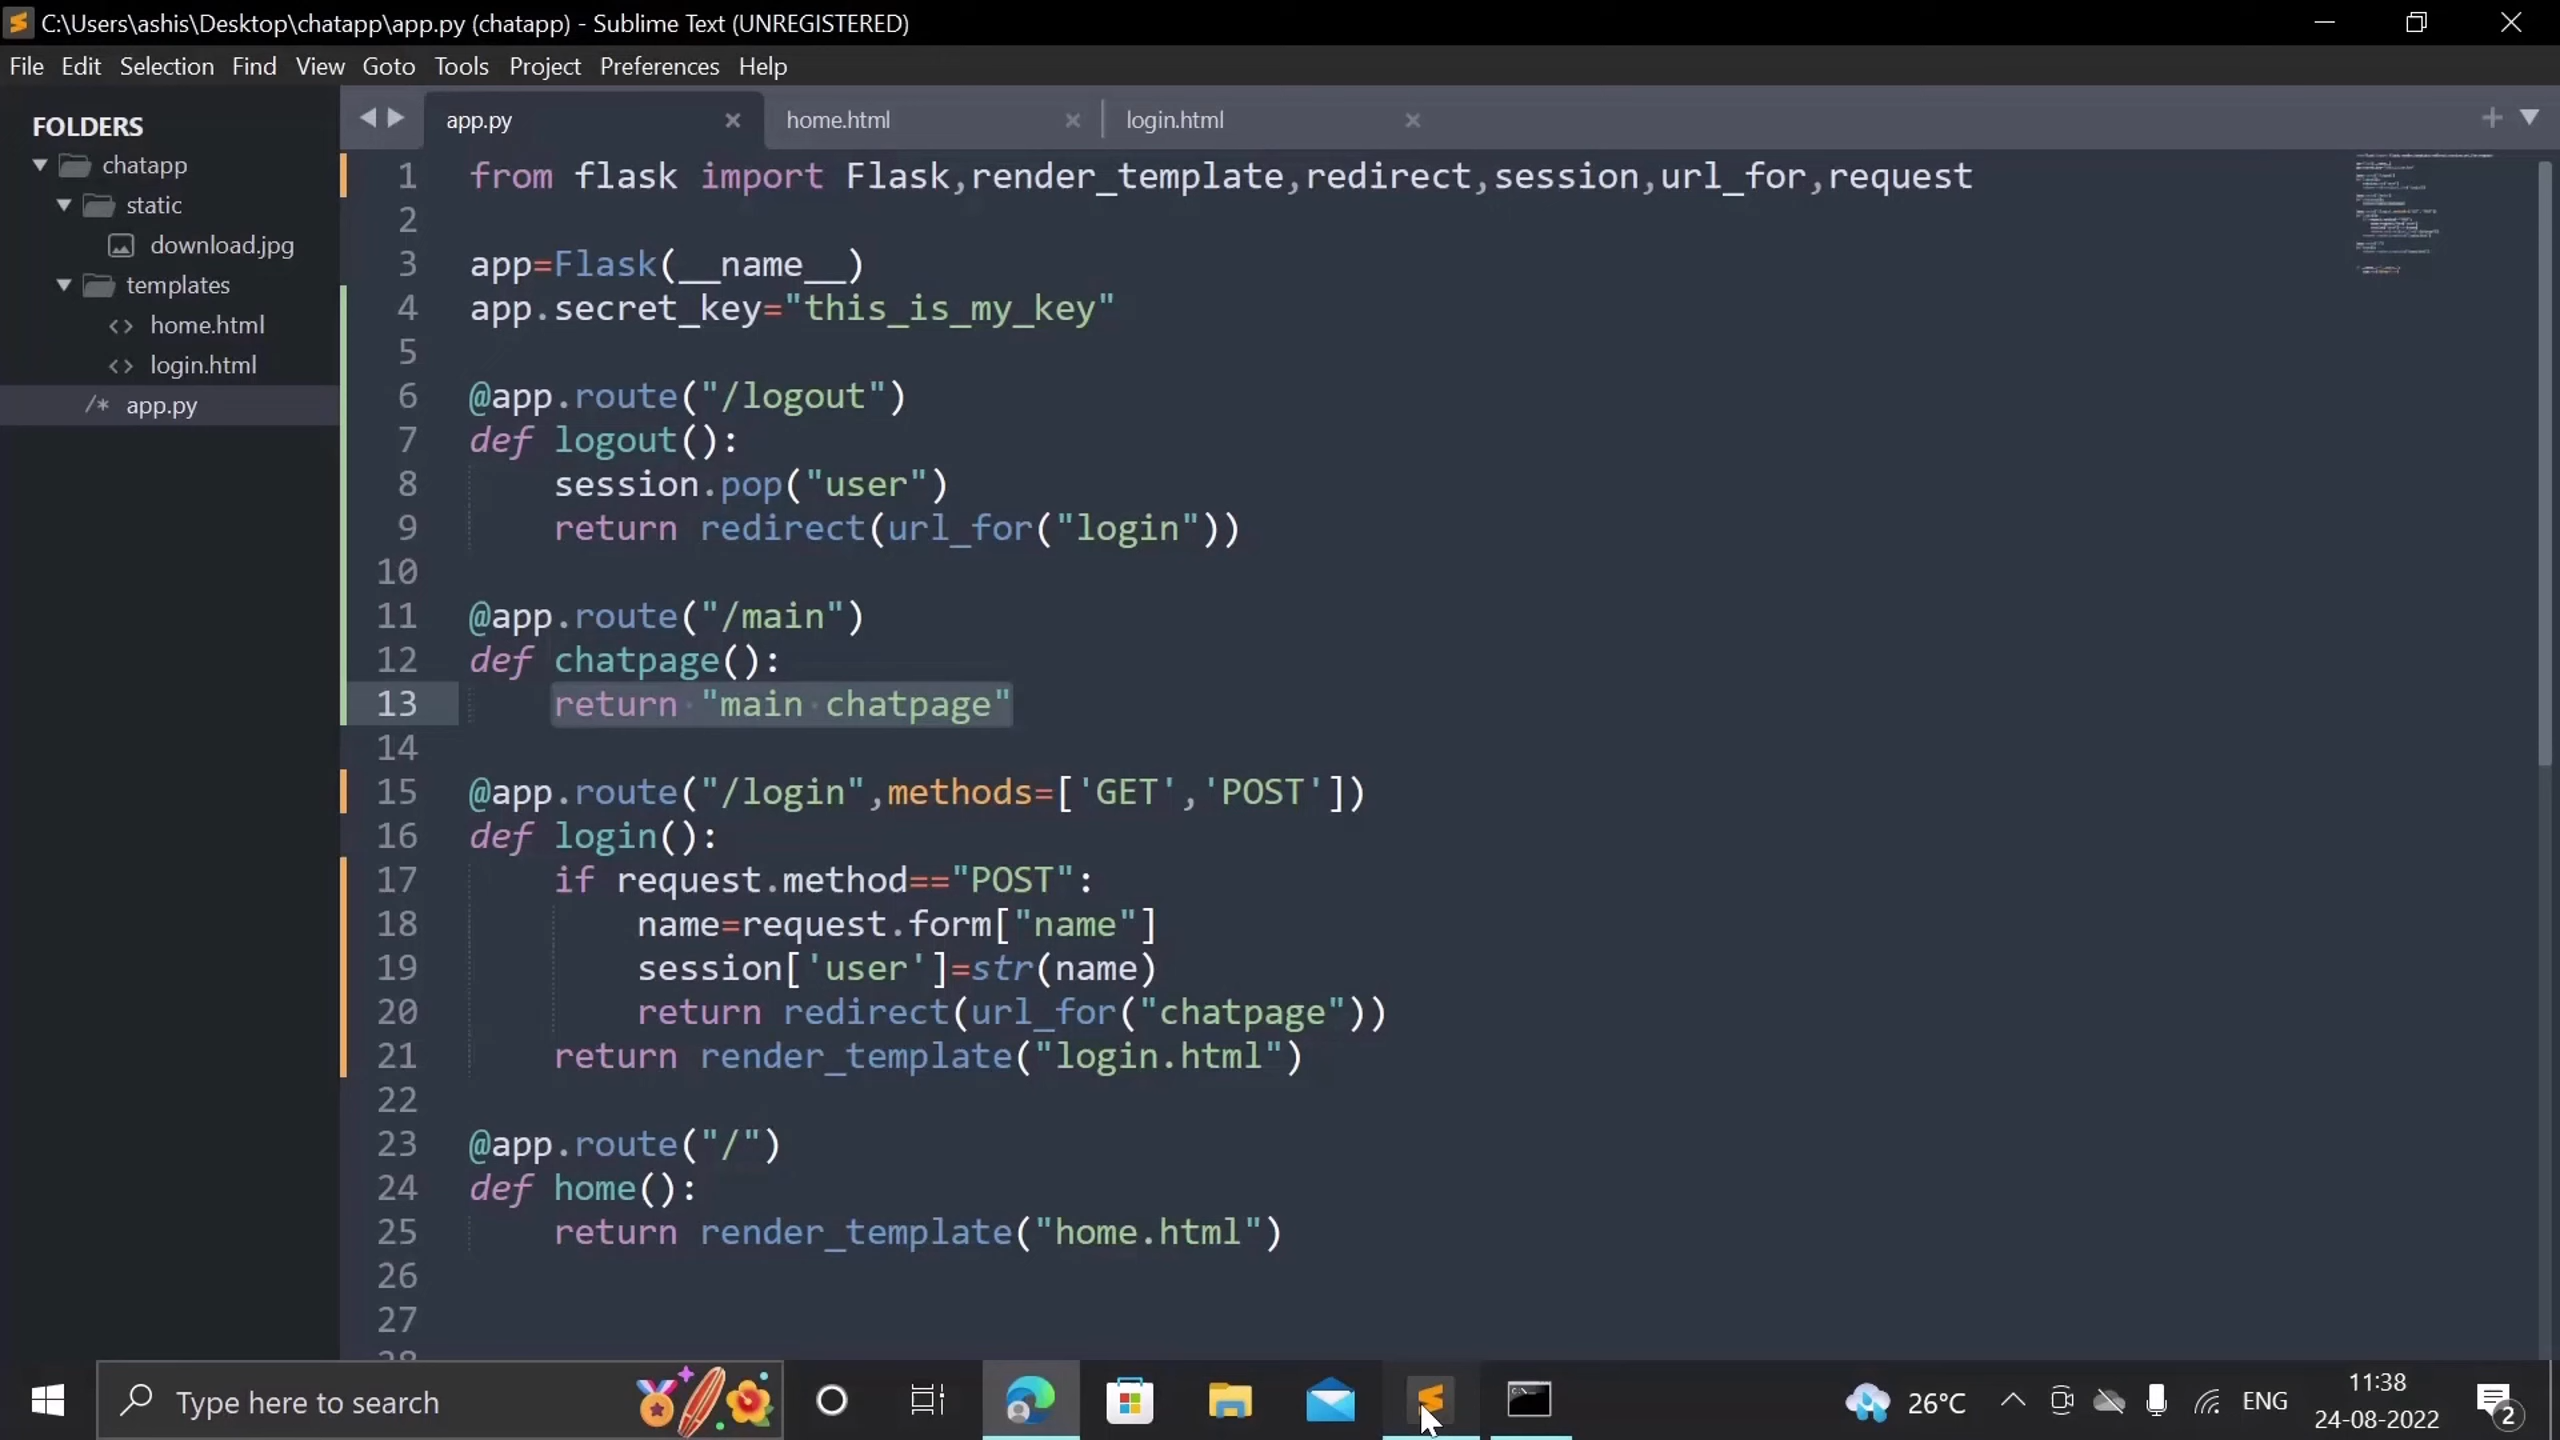 C:\Users\ashis\Desktop\chatapp\app.py (chatapp) - Sublime Text (UNREGISTERED)
File Edit Selection Find View Goto Tools Project Preferences Help
FOLDERS
chatapp
static
download.jpg
templates
home.html
login.html
/* app.py
app.py home.html login.html
1 from flask import Flask,render_template,redirect,session,url_for,request
2
3 app=Flask(__name__)
4 app.secret_key="this_is_my_key"
5
6 @app.route("/logout")
7 def logout():
8 session.pop("user")
9 return redirect(url_for("login"))
10
11 @app.route("/main")
12 def chatpage():
13 return "main chatpage"
14
15 @app.route("/login",methods=['GET','POST'])
16 def login():
17 if request.method=="POST":
18 name=request.form["name"]
19 session['user']=str(name)
20 return redirect(url_for("chatpage"))
21 return render_template("login.html")
22
23 @app.route("/")
24 def home():
25 return render_template("home.html")
26
27
28
Type here to search
26°C
ENG
11:38
24-08-2022
2